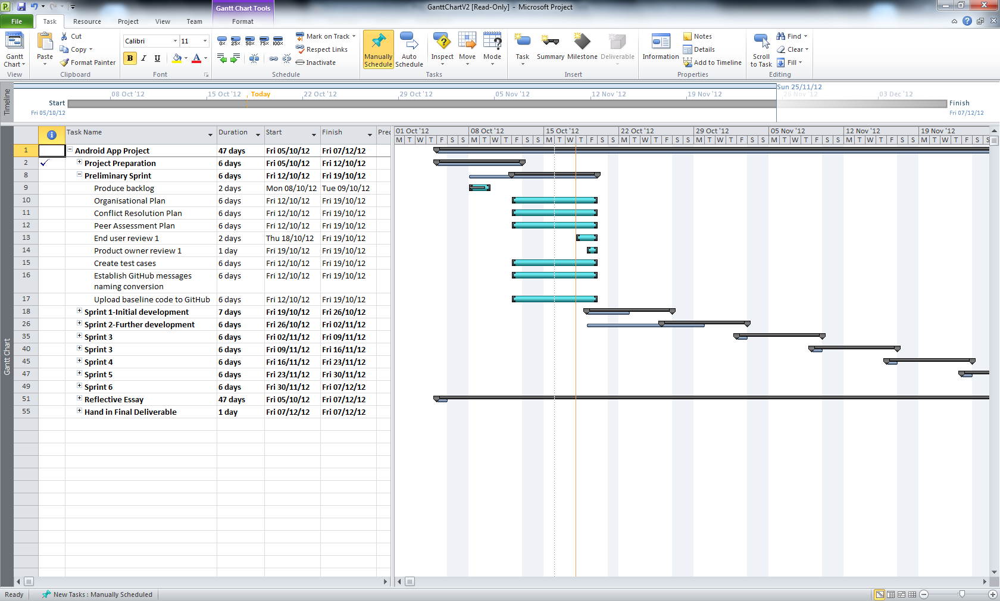 GanttChartV2 [Read-Only] - Microsoft Project
Gantt Chart Tools
File Task Resource Project View Team Format
Gantt Chart
View
Paste
Cut
Copy
Format Painter
Clipboard
Calibri 11
B I U A
Font
0% 25% 50% 75% 100%
Mark on Track
Respect Links
Inactivate
Schedule
Manually Schedule
Auto Schedule
Inspect
Move
Mode
Tasks
Task
Summary
Milestone
Deliverable
Insert
Information
Notes
Details
Add to Timeline
Properties
Scroll to Task
Find
Clear
Fill
Editing
Timeline
Sun 25/11/12
08 Oct '12 15 Oct '12 Today 22 Oct '12 29 Oct '12 05 Nov '12 12 Nov '12 19 Nov '12 26 Nov '12 03 Dec '12
Start
Fri 05/10/12
Finish
Fri 07/12/12
Task Name Duration Start Finish Pred
01 Oct '12 08 Oct '12 15 Oct '12 22 Oct '12 29 Oct '12 05 Nov '12 12 Nov '12 19 Nov '12
M T W T F S S M T W T F S S M T W T F S S M T W T F S S M T W T F S S M T W T F S S M T W T F S S M T W T F S S
1 Android App Project 47 days Fri 05/10/12 Fri 07/12/12
2 Project Preparation 6 days Fri 05/10/12 Fri 12/10/12
8 Preliminary Sprint 6 days Fri 12/10/12 Fri 19/10/12
9 Produce backlog 2 days Mon 08/10/12 Tue 09/10/12
10 Organisational Plan 6 days Fri 12/10/12 Fri 19/10/12
11 Conflict Resolution Plan 6 days Fri 12/10/12 Fri 19/10/12
12 Peer Assessment Plan 6 days Fri 12/10/12 Fri 19/10/12
13 End user review 1 2 days Thu 18/10/12 Fri 19/10/12
14 Product owner review 1 1 day Fri 19/10/12 Fri 19/10/12
15 Create test cases 6 days Fri 12/10/12 Fri 19/10/12
16 Establish GitHub messages 6 days Fri 12/10/12 Fri 19/10/12
naming conversion
17 Upload baseline code to GitHub 6 days Fri 12/10/12 Fri 19/10/12
18 Sprint 1-Initial development 7 days Fri 19/10/12 Fri 26/10/12
26 Sprint 2-Further development 6 days Fri 26/10/12 Fri 02/11/12
35 Sprint 3 6 days Fri 02/11/12 Fri 09/11/12
40 Sprint 3 6 days Fri 09/11/12 Fri 16/11/12
45 Sprint 4 6 days Fri 16/11/12 Fri 23/11/12
47 Sprint 5 6 days Fri 23/11/12 Fri 30/11/12
49 Sprint 6 6 days Fri 30/11/12 Fri 07/12/12
51 Reflective Essay 47 days Fri 05/10/12 Fri 07/12/12
55 Hand in Final Deliverable 1 day Fri 07/12/12 Fri 07/12/12
Gantt Chart
Ready New Tasks : Manually Scheduled